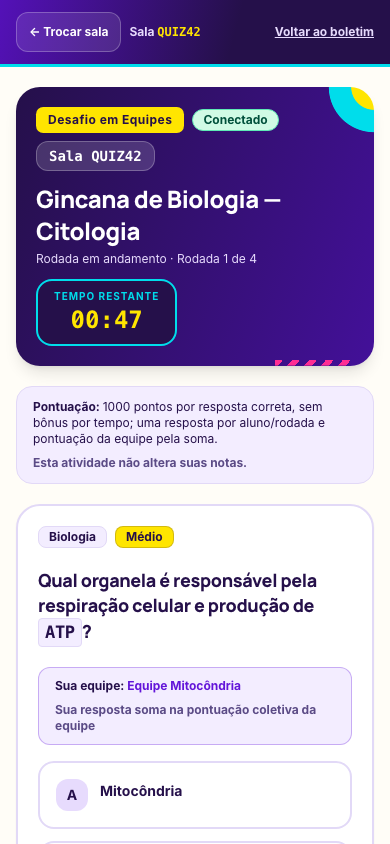 ← Trocar sala Sala QUIZ42 Voltar ao boletim
Desafio em Equipes Conectado
Sala QUIZ42
Gincana de Biologia —
Citologia
Rodada em andamento · Rodada 1 de 4
TEMPO RESTANTE
00:47
Pontuação: 1000 pontos por resposta correta, sem
bônus por tempo; uma resposta por aluno/rodada e
pontuação da equipe pela soma.
Esta atividade não altera suas notas.
Biologia Médio
Qual organela é responsável pela
respiração celular e produção de
ATP?
Sua equipe: Equipe Mitocôndria
Sua resposta soma na pontuação coletiva da
equipe
A Mitocôndria